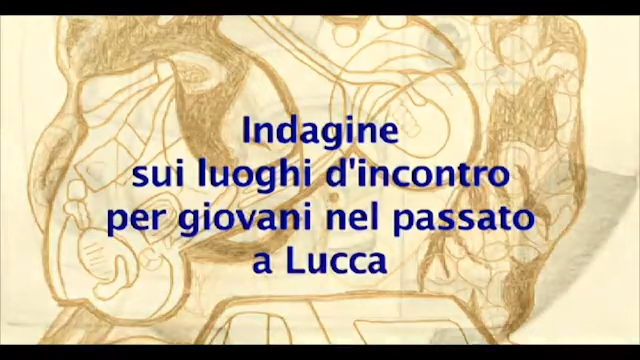 Indagine
sui luoghi d'incontro
per giovani nel passato
a Lucca